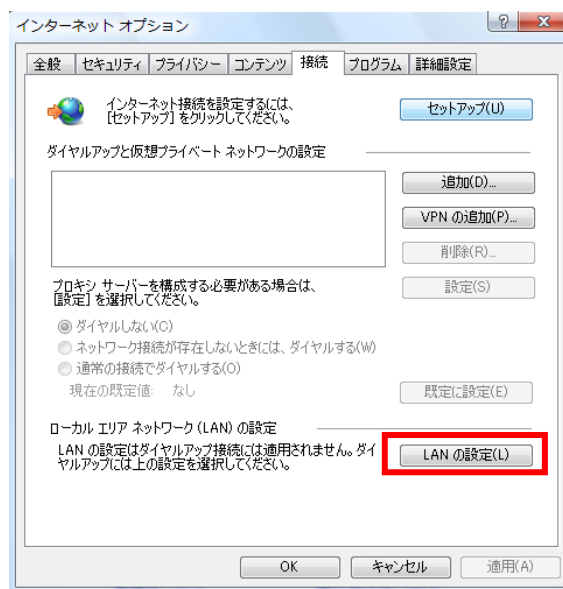 インターネット オプション
全般 セキュリティ プライバシー コンテンツ 接続 プログラム 詳細設定
インターネット接続を設定するには、
[セットアップ] をクリックしてください。
セットアップ(U)
ダイヤルアップと仮想プライベート ネットワークの設定
追加(D)...
VPN の追加(P)...
削除(R)...
プロキシ サーバーを構成する必要がある場合は、
[設定] を選択してください。
設定(S)
ダイヤルしない(C)
ネットワーク接続が存在しないときには、ダイヤルする(W)
通常の接続でダイヤルする(O)
現在の既定値: なし
既定に設定(E)
ローカル エリア ネットワーク (LAN) の設定
LAN の設定はダイヤルアップ接続には適用されません。ダイ
ヤルアップには上の設定を選択してください。
LAN の設定(L)
OK キャンセル 適用(A)